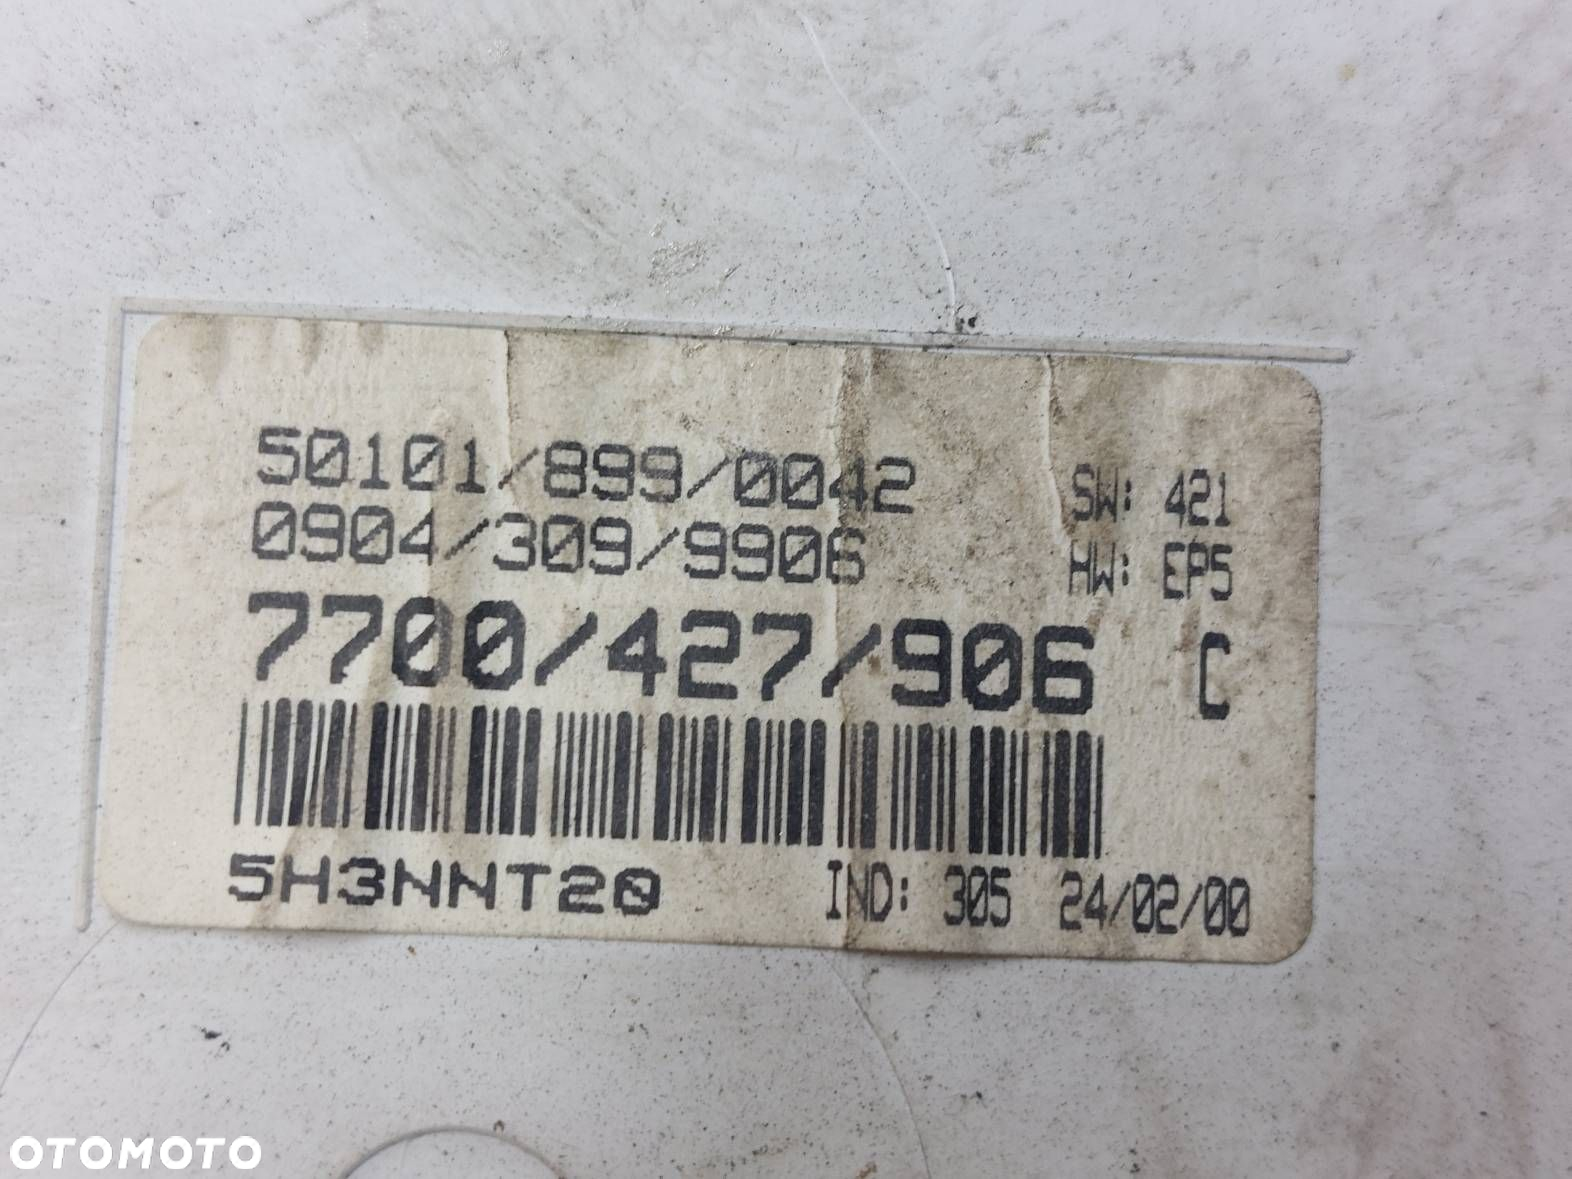 50101/899/0042 SW: 421
0904/309/9906 HW: EP5
7700/427/906 C
5H3NNT20 IND: 305 24/02/00
OTOMOTO